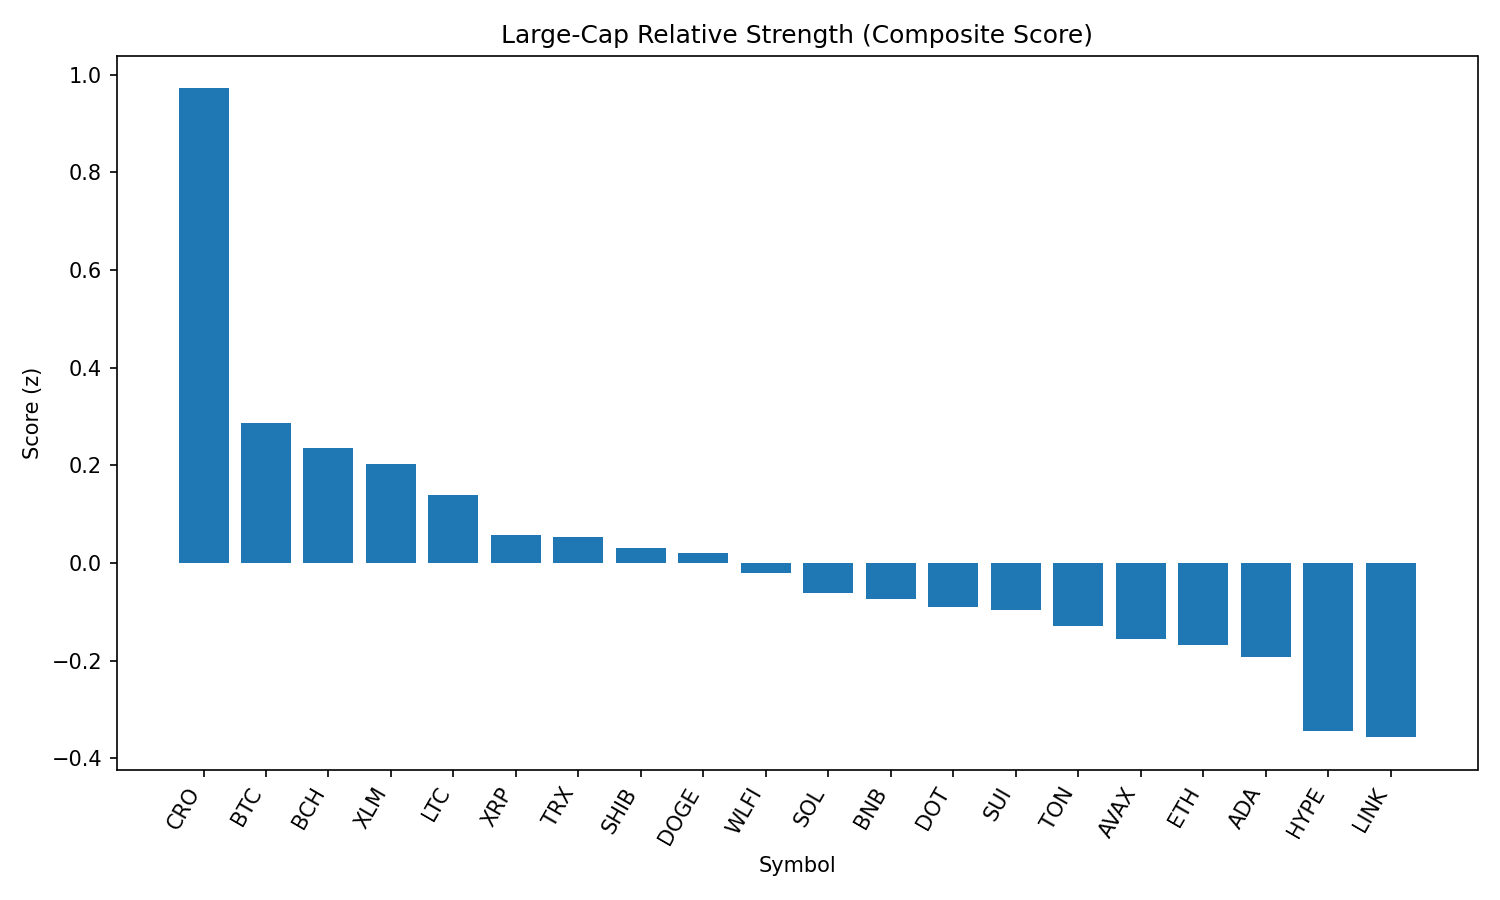 Large-Cap Relative Strength (Composite Score)
1.0
0.8
0.6
0.4
0.2
0.0
−0.2
−0.4
Score (z)
CRO
BTC
BCH
XLM
LTC
XRP
TRX
SHIB
DOGE
WLFI
SOL
BNB
DOT
SUI
TON
AVAX
ETH
ADA
HYPE
LINK
Symbol